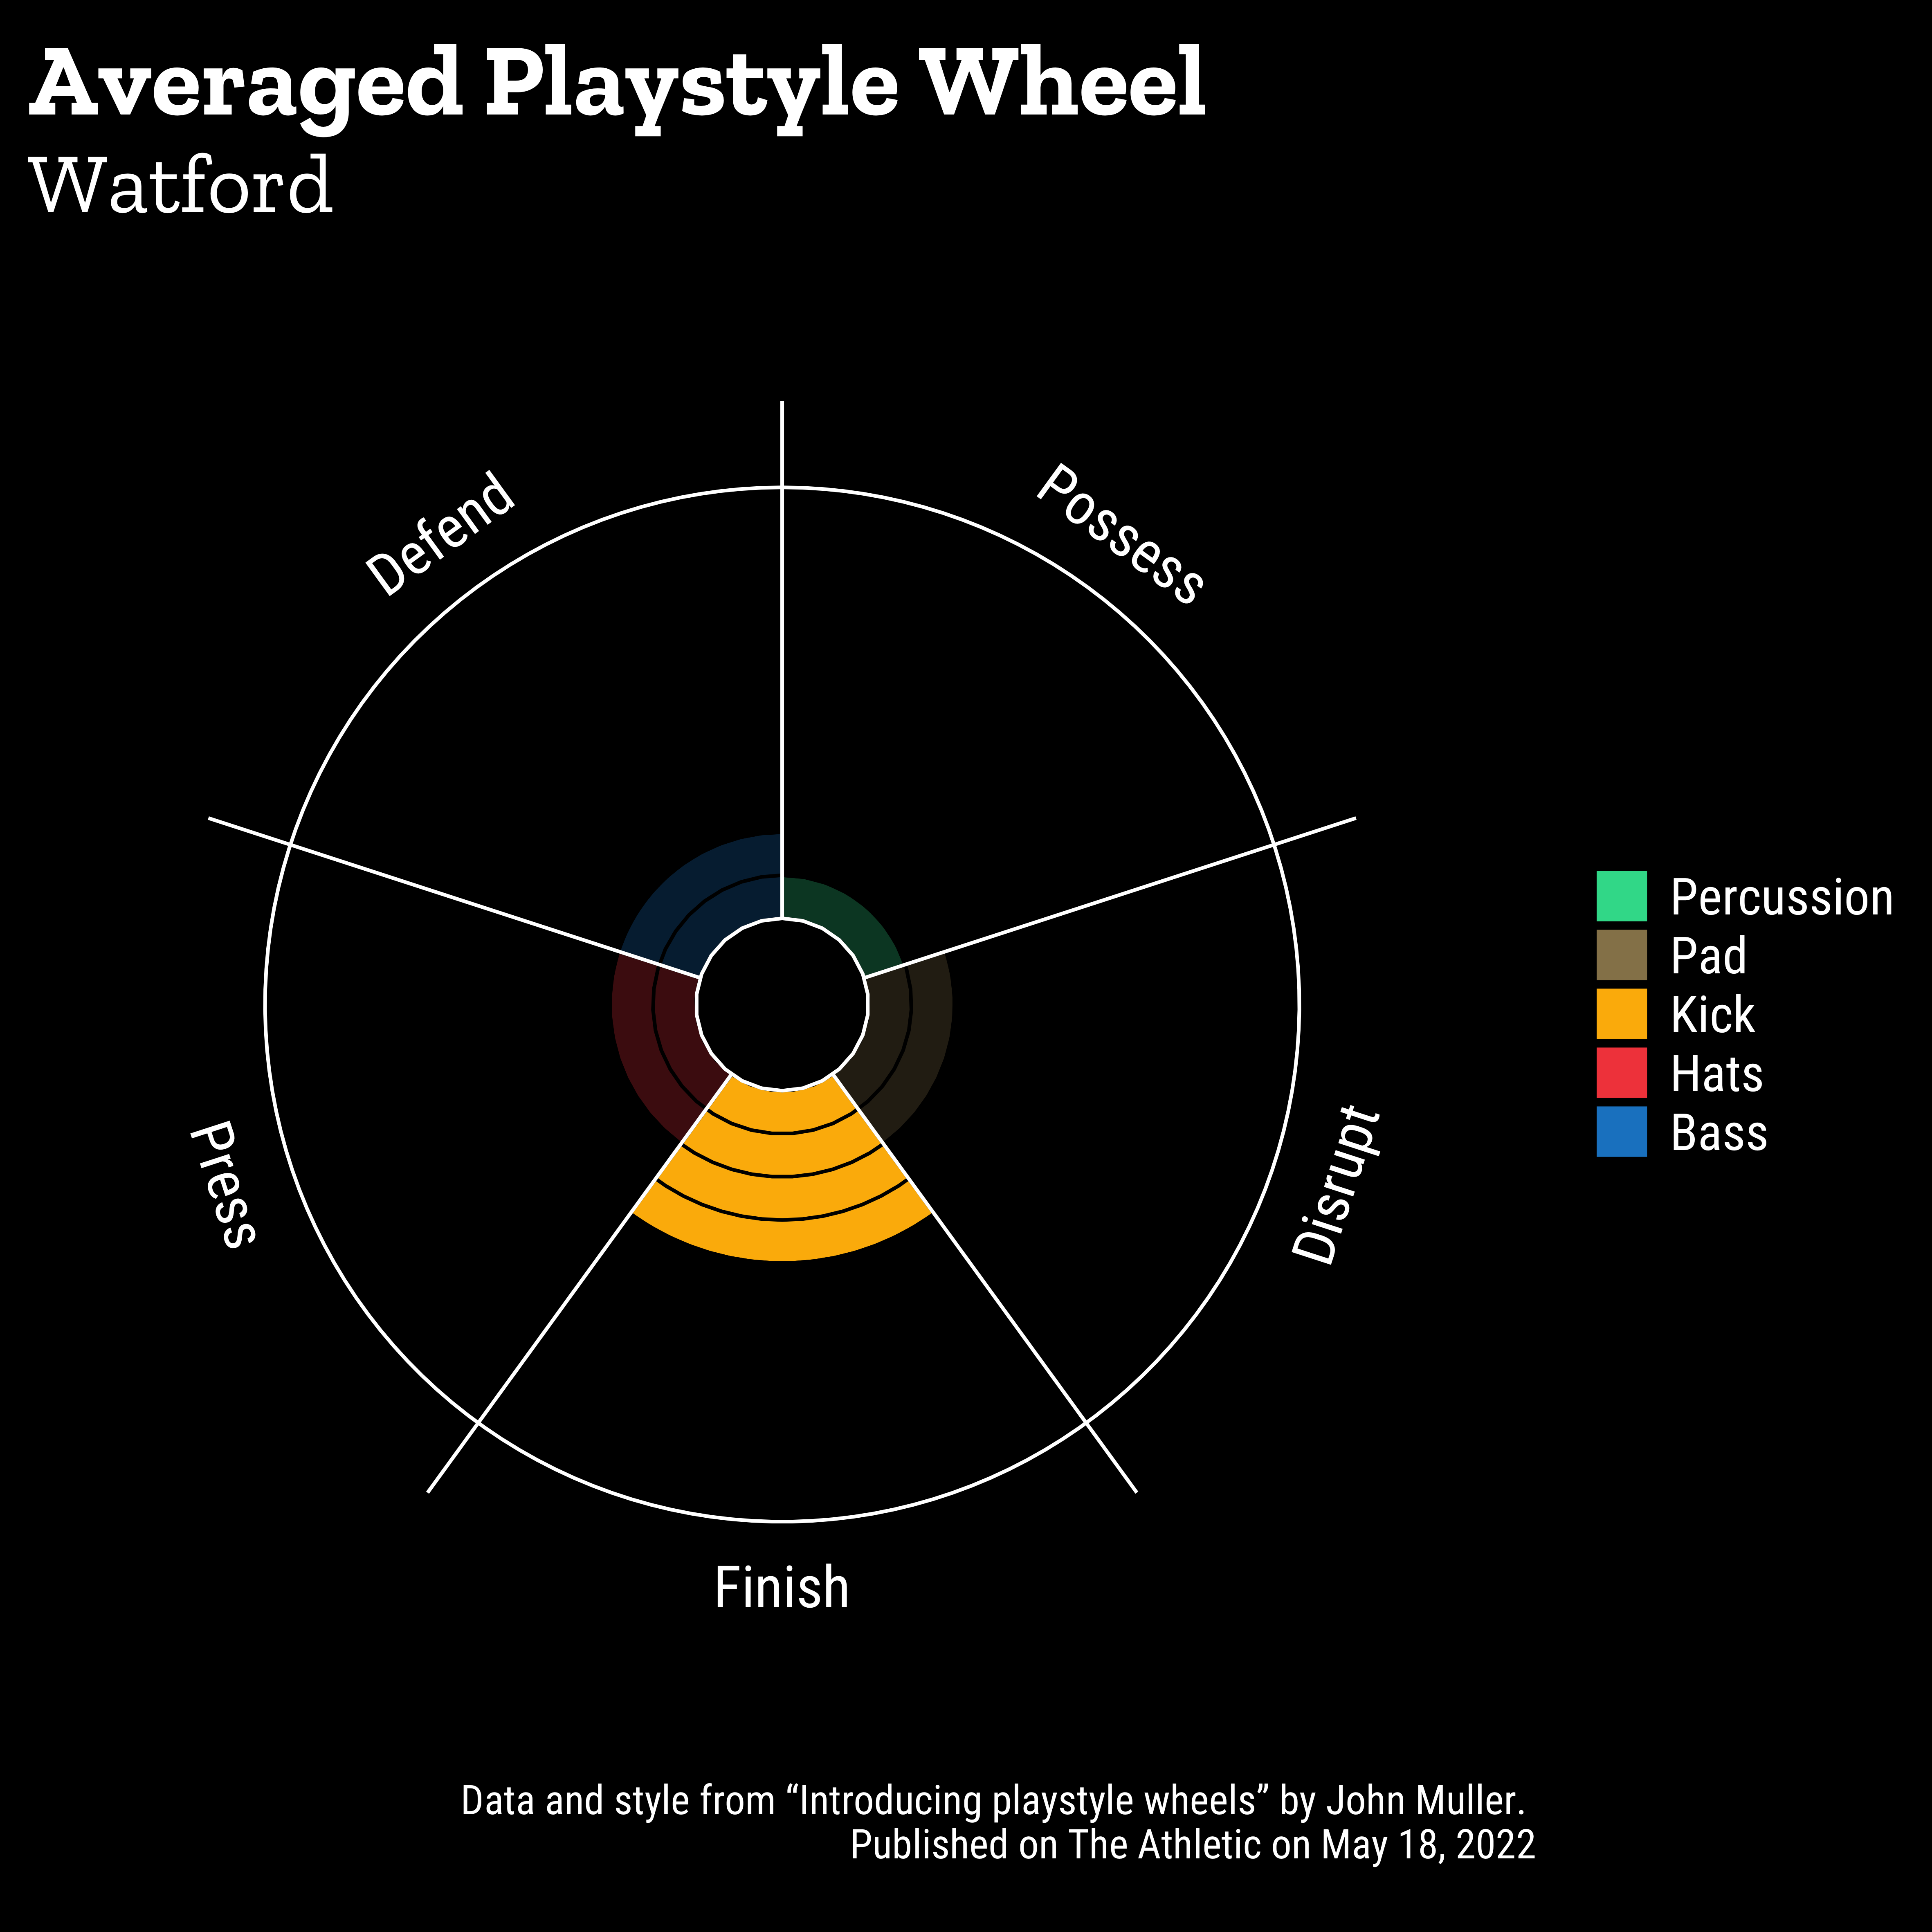 Averaged Playstyle Wheel
Watford
Defend
Possess
Press
Disrupt
Finish
Percussion
Pad
Kick
Hats
Bass
Data and style from “Introducing playstyle wheels” by John Muller.
Published on The Athletic on May 18, 2022